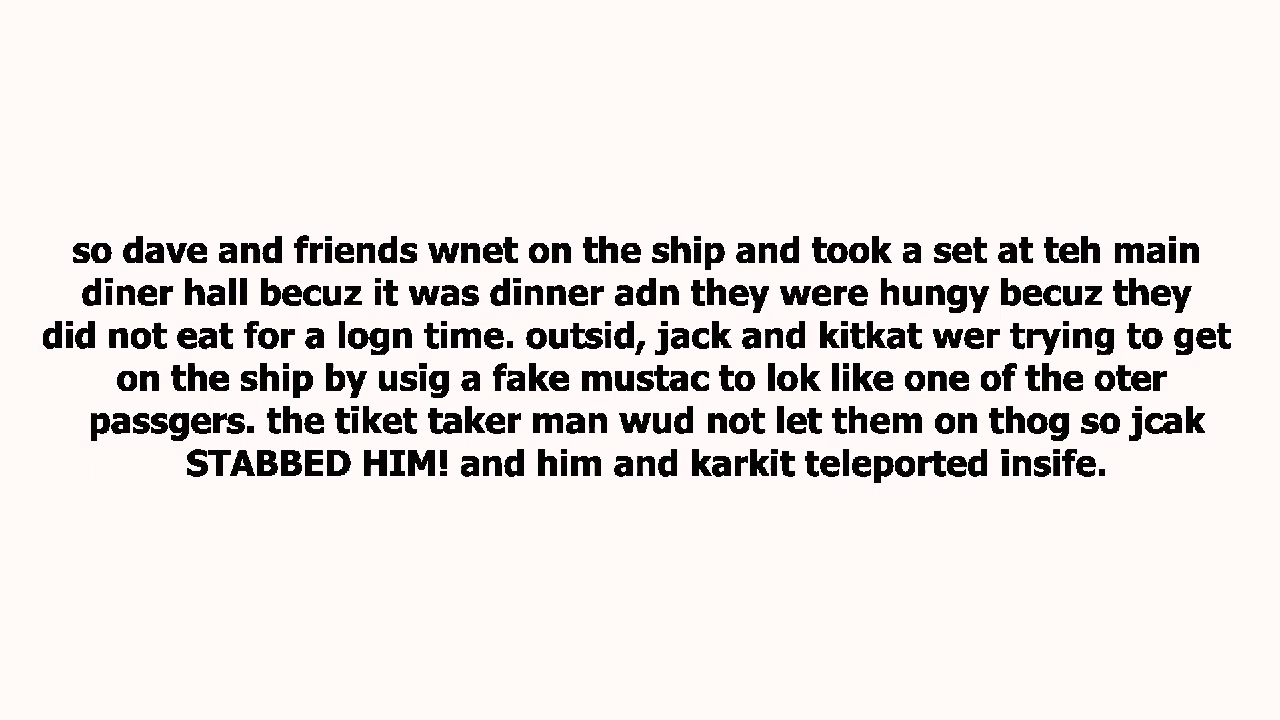 so dave and friends wnet on the ship and took a set at teh main
diner hall becuz it was dinner adn they were hungy becuz they
did not eat for a logn time. outsid, jack and kitkat wer trying to get
on the ship by usig a fake mustac to lok like one of the oter
passgers. the tiket taker man wud not let them on thog so jcak
STABBED HIM! and him and karkit teleported insife.